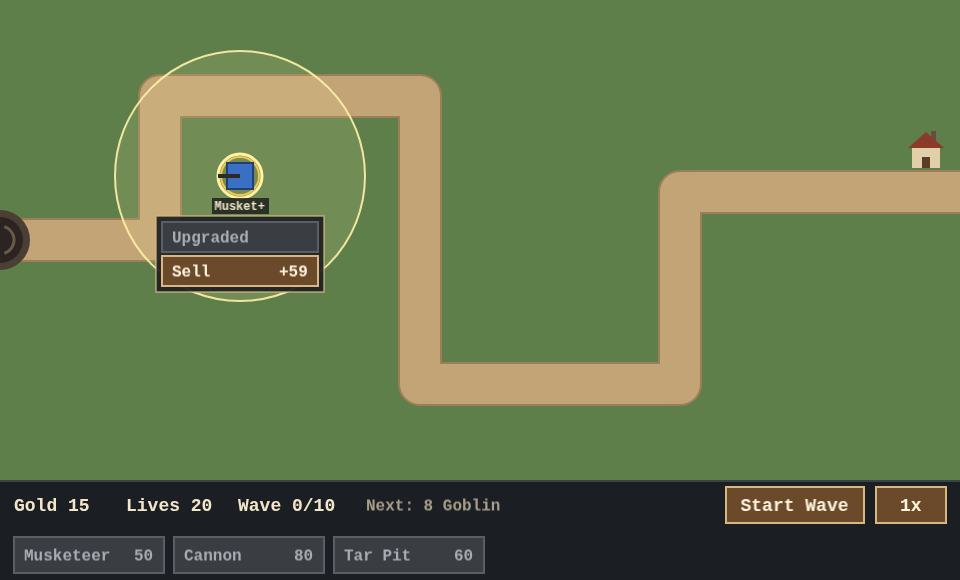 Musket+
Upgraded
Sell +59
Gold 15 Lives 20 Wave 0/10 Next: 8 Goblin Start Wave 1x
Musketeer 50 Cannon 80 Tar Pit 60